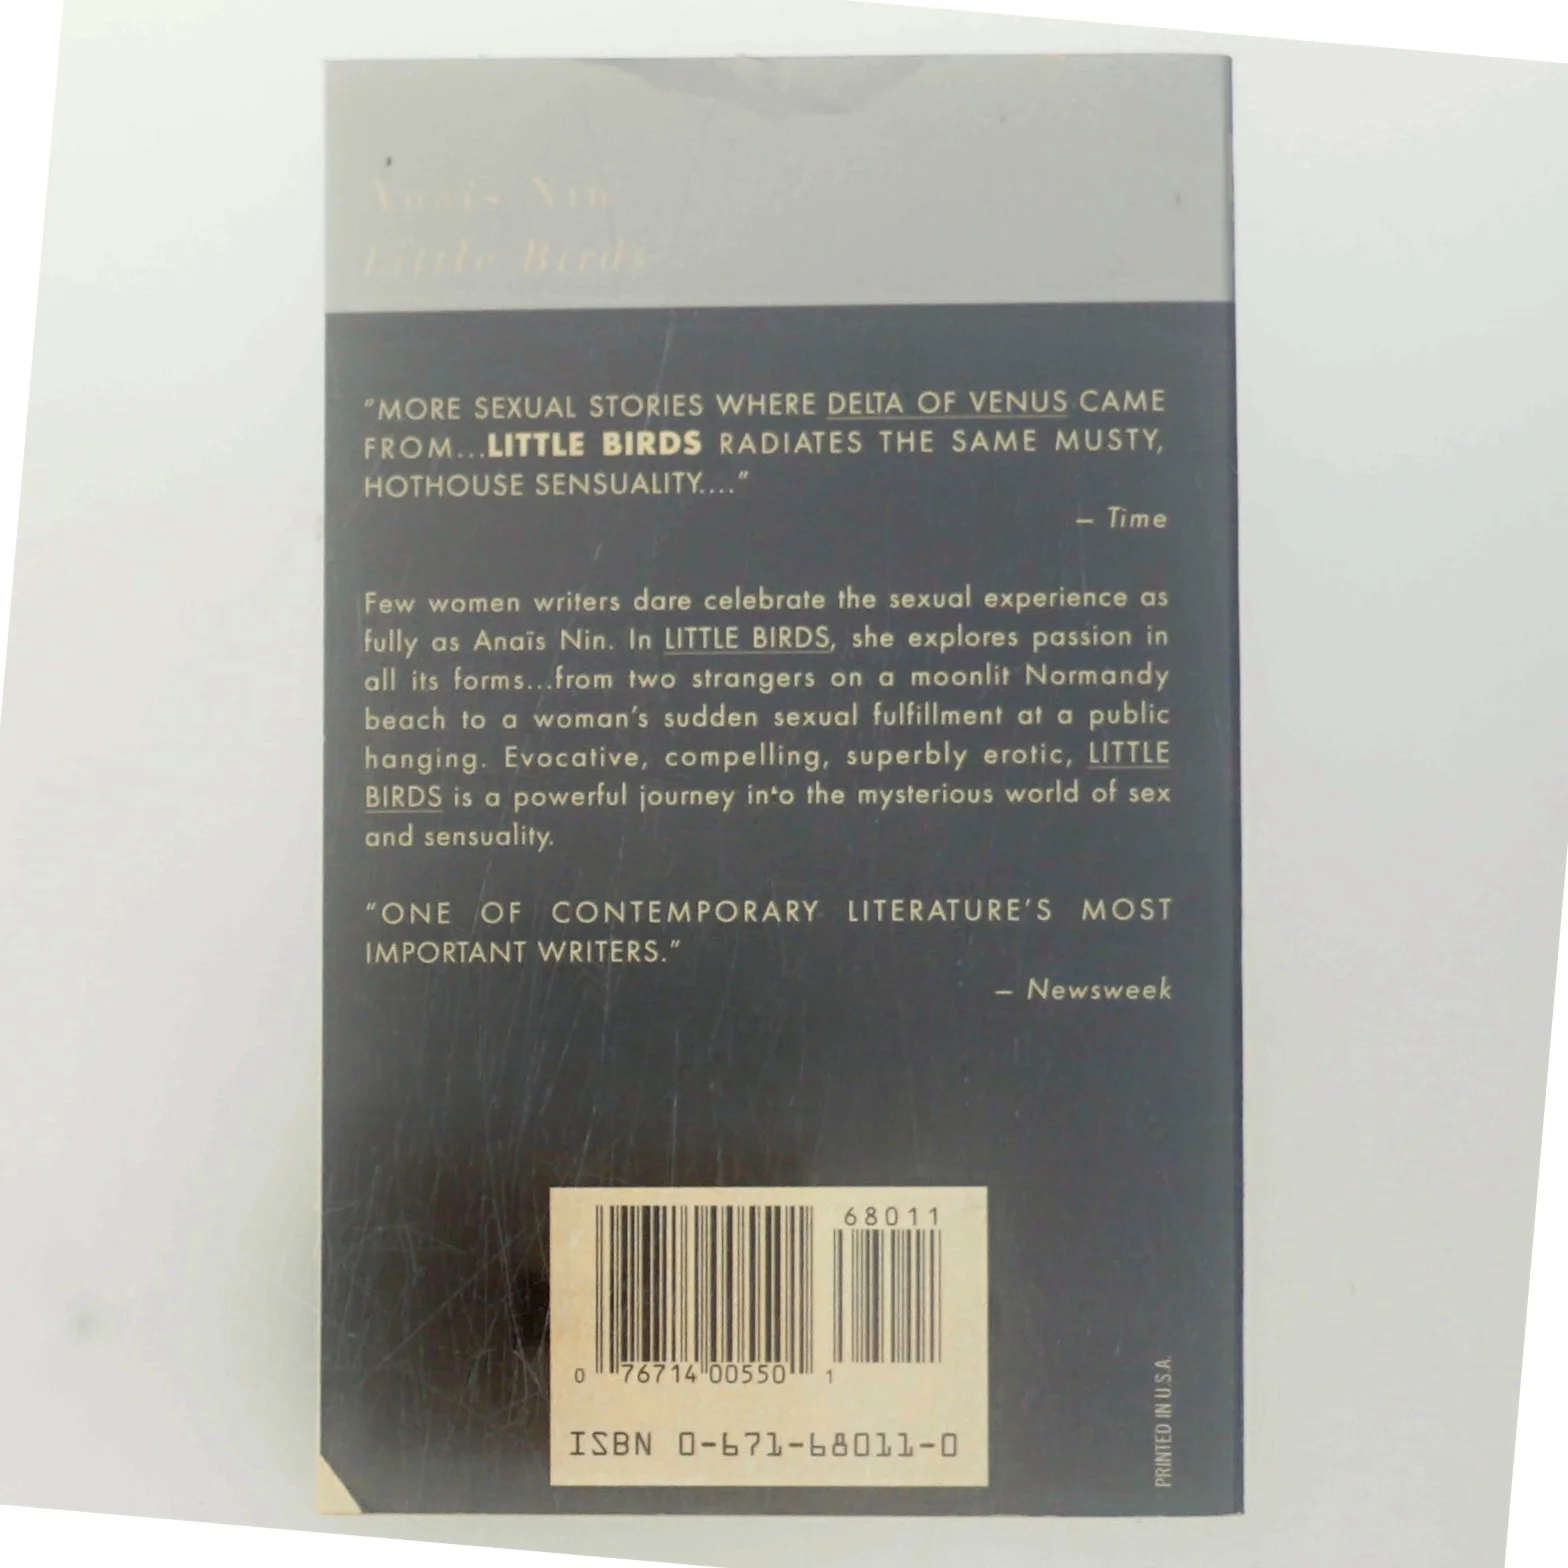 Anaïs Nin
Little Birds
"MORE SEXUAL STORIES WHERE DELTA OF VENUS CAME
FROM...LITTLE BIRDS RADIATES THE SAME MUSTY,
HOTHOUSE SENSUALITY...."
– Time
Few women writers dare celebrate the sexual experience as
fully as Anaïs Nin. In LITTLE BIRDS, she explores passion in
all its forms...from two strangers on a moonlit Normandy
beach to a woman's sudden sexual fulfillment at a public
hanging. Evocative, compelling, superbly erotic, LITTLE
BIRDS is a powerful journey into the mysterious world of sex
and sensuality.
"ONE OF CONTEMPORARY LITERATURE'S MOST
IMPORTANT WRITERS."
– Newsweek
68011
0 76714 00550 1
ISBN 0-671-68011-0
PRINTED IN U.S.A.